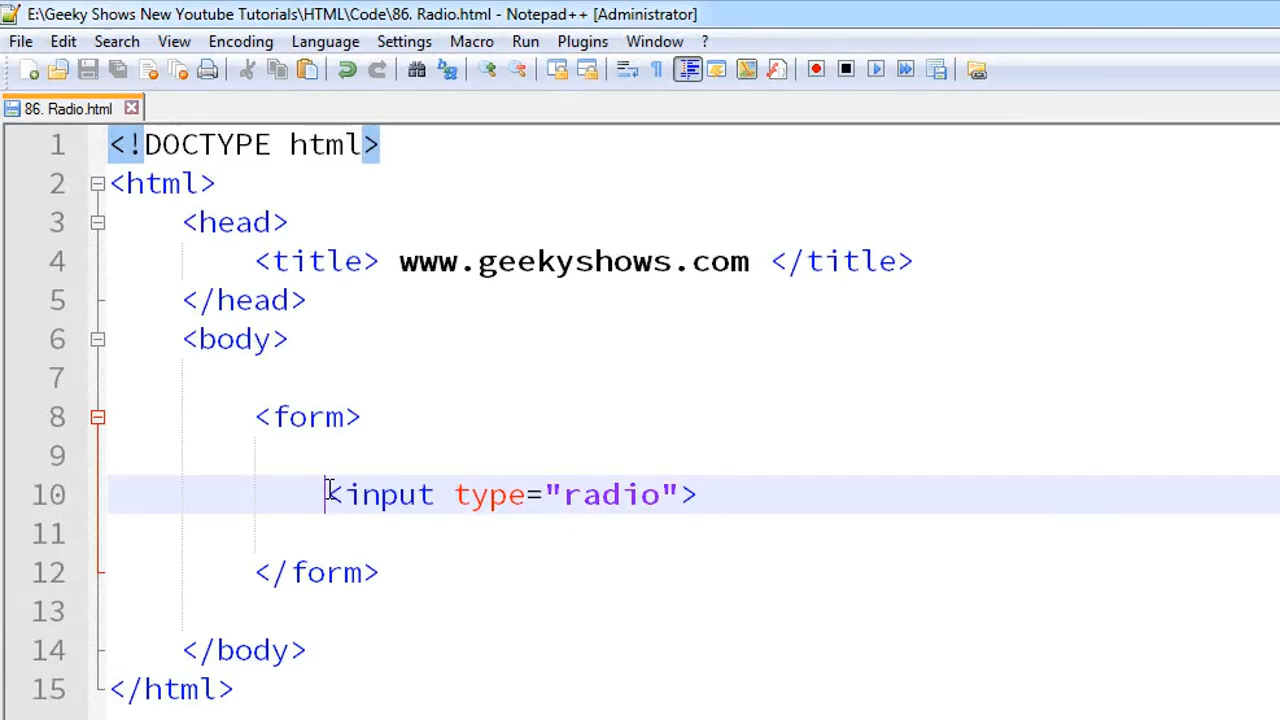 E:\Geeky Shows New Youtube Tutorials\HTML\Code\86. Radio.html - Notepad++ [Administrator]
File Edit Search View Encoding Language Settings Macro Run Plugins Window ?
86. Radio.html
1 <!DOCTYPE html>
2 <html>
3 <head>
4 <title> www.geekyshows.com </title>
5 </head>
6 <body>
7
8 <form>
9
10 <input type="radio">
11
12 </form>
13
14 </body>
15 </html>